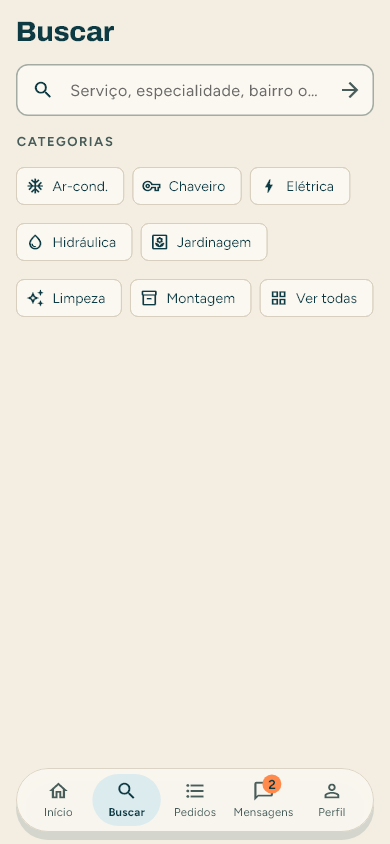 Buscar
Serviço, especialidade, bairro o...
CATEGORIAS
Ar-cond. Chaveiro Elétrica
Hidráulica Jardinagem
Limpeza Montagem Ver todas
2
Início Buscar Pedidos Mensagens Perfil